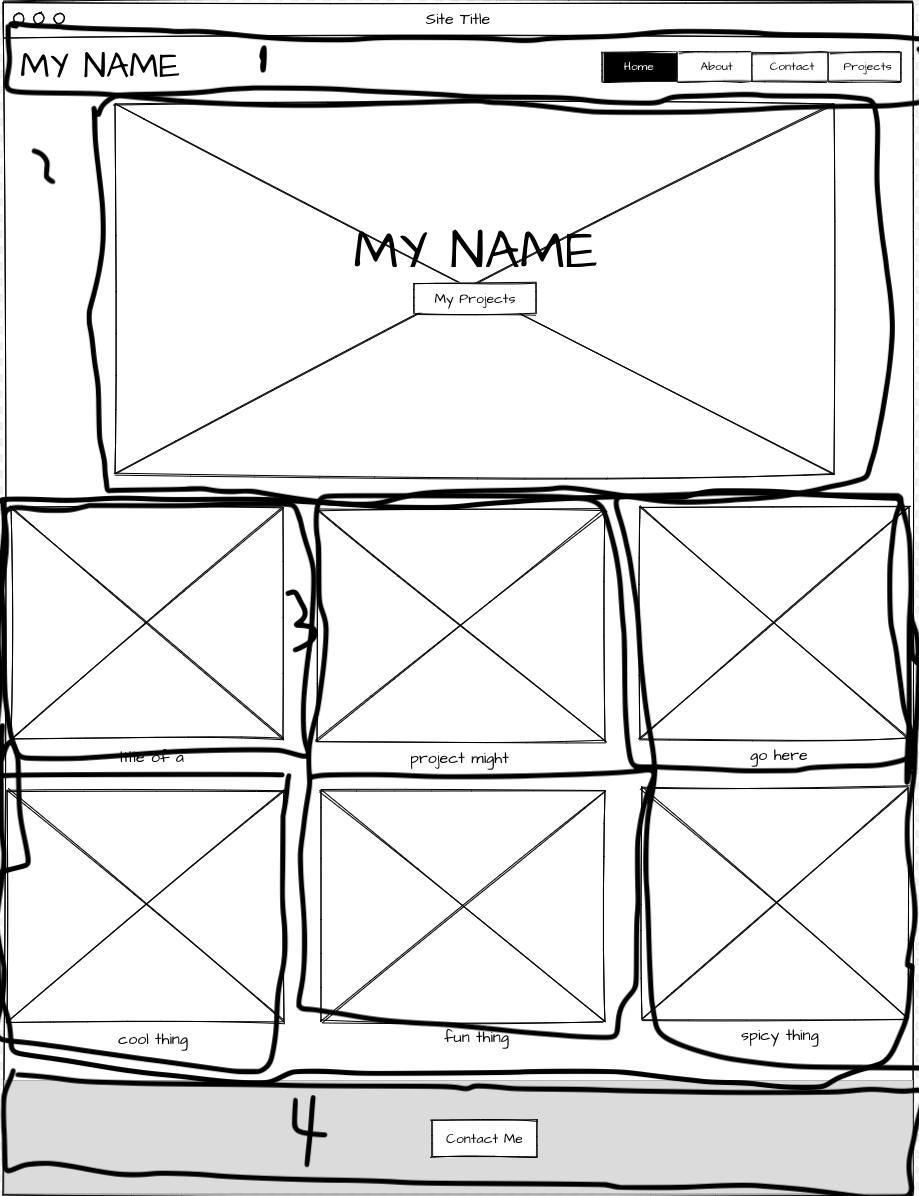 Site Title
MY NAME 1 Home About Contact Projects
MY NAME
My Projects
3
title of a project might go here
cool thing fun thing spicy thing
4
Contact Me